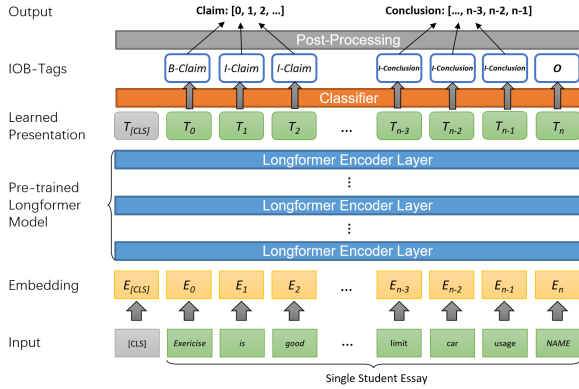 Output Claim: [0, 1, 2, ...] Conclusion: [..., n-3, n-2, n-1]
Post-Processing
IOB-Tags B-Claim I-Claim I-Claim I-Conclusion I-Conclusion I-Conclusion O
Classifier
Learned
Presentation T[CLS] T0 T1 T2 ... Tn-3 Tn-2 Tn-1 Tn
Longformer Encoder Layer
...
Pre-trained
Longformer
Model
Longformer Encoder Layer
...
Longformer Encoder Layer
Embedding E[CLS] E0 E1 E2 ... En-3 En-2 En-1 En
Input [CLS] Exericise is good ... limit car usage NAME
Single Student Essay